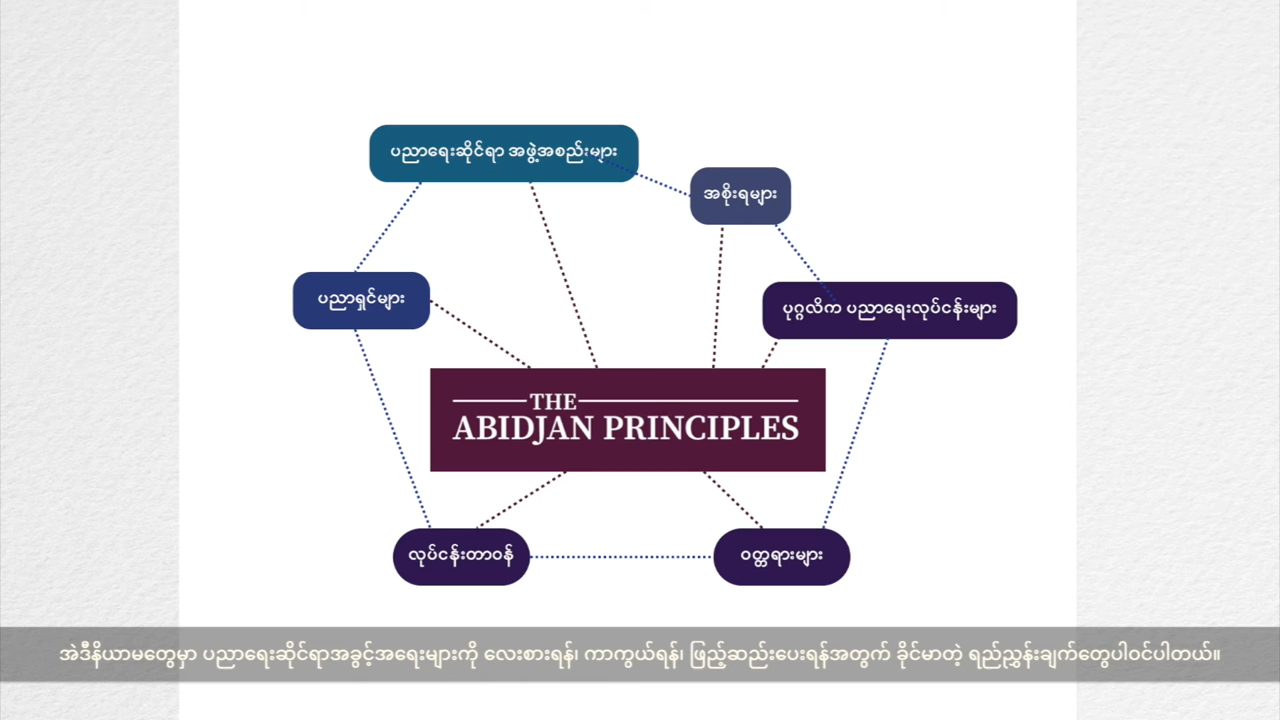 ပညာရေးဆိုင်ရာ အဖွဲ့အစည်းများ
အစိုးရများ
ပညာရှင်များ
ပုဂ္ဂလိက ပညာရေးလုပ်ငန်းများ
THE
ABIDJAN PRINCIPLES
လုပ်ငန်းတာဝန်
ဝတ္တရားများ
အဲဒီနိယာမတွေမှာ ပညာရေးဆိုင်ရာအခွင့်အရေးများကို လေးစားရန်၊ ကာကွယ်ရန်၊ ဖြည့်ဆည်းပေးရန်အတွက် ခိုင်မာတဲ့ ရည်ညွှန်းချက်တွေပါဝင်ပါတယ်။